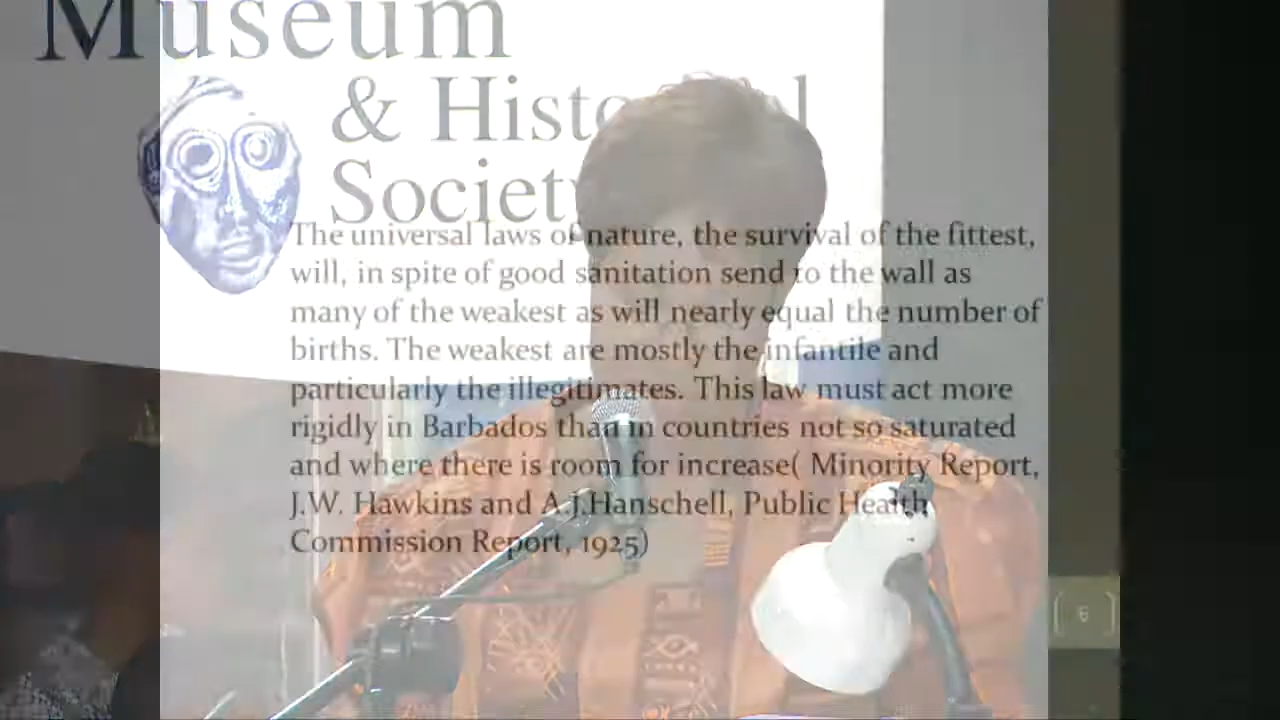 Museum
& Historical
Society
The universal laws of nature, the survival of the fittest,
will, in spite of good sanitation send to the wall as
many of the weakest as will nearly equal the number of
births. The weakest are mostly the infantile and
particularly the illegitimates. This law must act more
rigidly in Barbados than in countries not so saturated
and where there is room for increase( Minority Report,
J.W. Hawkins and A.J.Hanschell, Public Health
Commission Report, 1925)
6